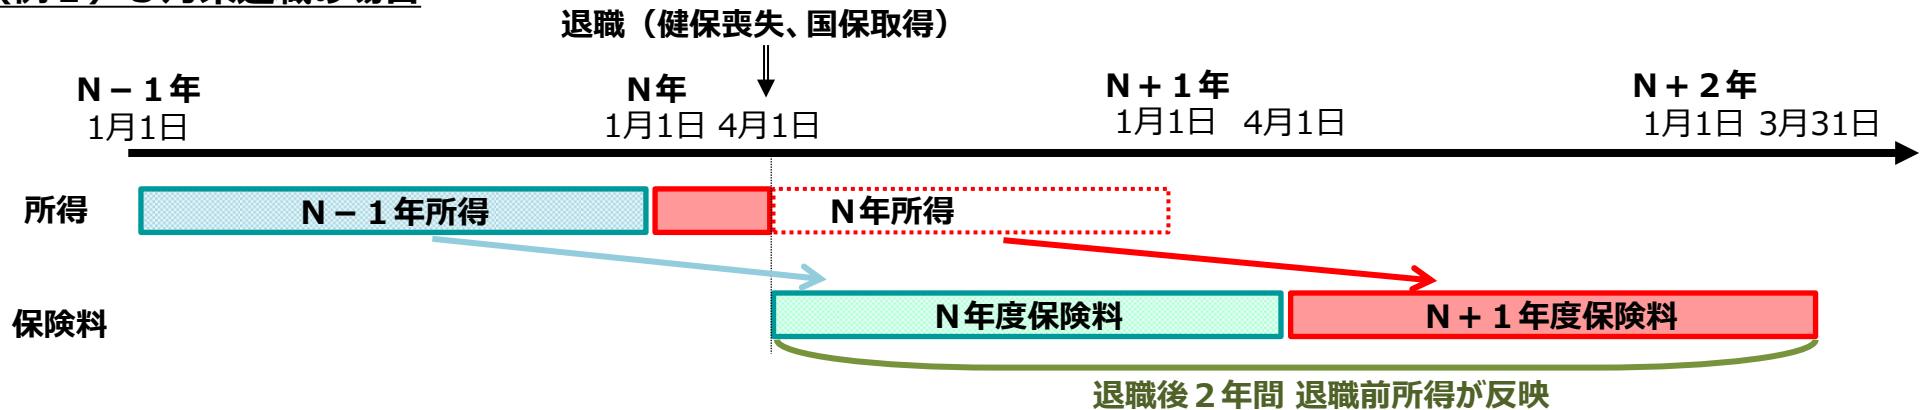 退職（健保喪失、国保取得）
N－１年
1月1日
N年
1月1日 4月1日
N＋１年
1月1日 4月1日
N＋２年
1月1日 3月31日
所得
N－１年所得
N年所得
保険料
N年度保険料
N＋１年度保険料
退職後２年間 退職前所得が反映